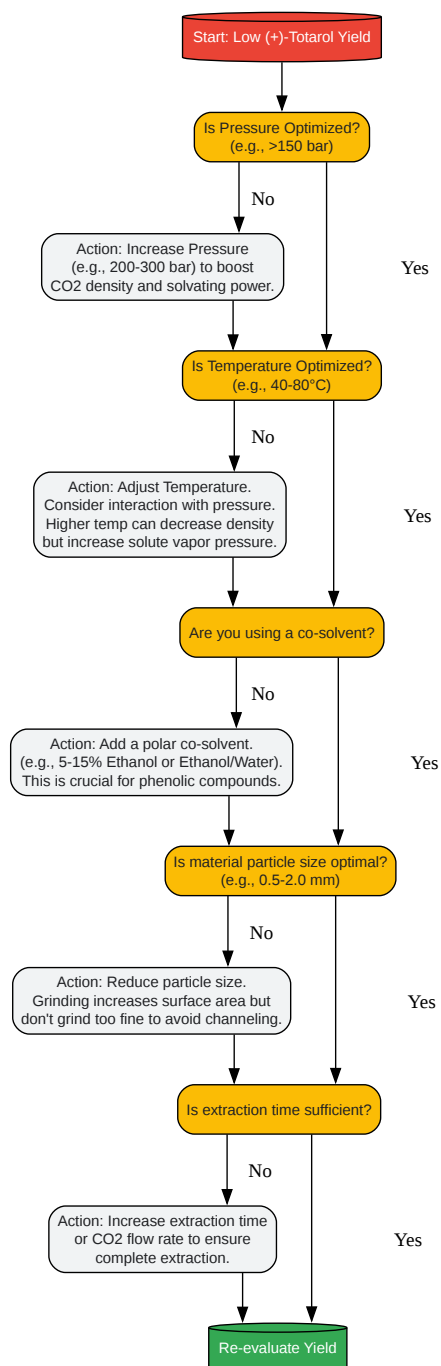 Start: Low (+)-Totarol Yield
Is Pressure Optimized?
(e.g., >150 bar)
No
Action: Increase Pressure
(e.g., 200-300 bar) to boost
CO2 density and solvating power.
Yes
Is Temperature Optimized?
(e.g., 40-80°C)
No
Action: Adjust Temperature.
Consider interaction with pressure.
Higher temp can decrease density
but increase solute vapor pressure.
Yes
Are you using a co-solvent?
No
Action: Add a polar co-solvent.
(e.g., 5-15% Ethanol or Ethanol/Water).
This is crucial for phenolic compounds.
Yes
Is material particle size optimal?
(e.g., 0.5-2.0 mm)
No
Action: Reduce particle size.
Grinding increases surface area but
don't grind too fine to avoid channeling.
Yes
Is extraction time sufficient?
No
Action: Increase extraction time
or CO2 flow rate to ensure
complete extraction.
Yes
Re-evaluate Yield